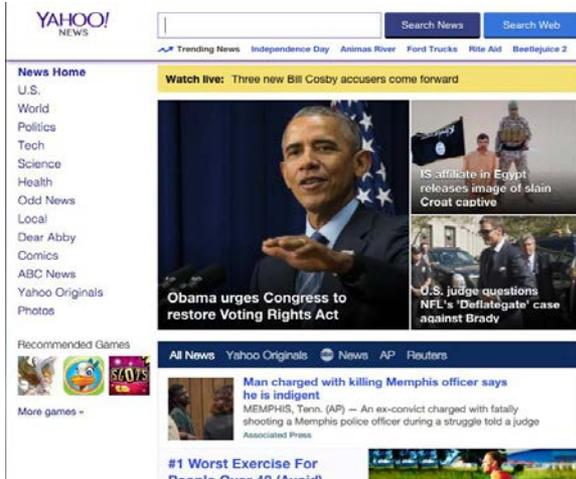 YAHOO!
NEWS
Search News
Search Web
Trending News Independence Day Animas River Ford Trucks Rite Aid Beetlejuice 2
News Home
U.S.
World
Politics
Tech
Science
Health
Odd News
Local
Dear Abby
Comics
ABC News
Yahoo Originals
Photos
Recommended Games
SLOTS
More games »
Watch live: Three new Bill Cosby accusers come forward
Obama urges Congress to
restore Voting Rights Act
IS affiliate in Egypt
releases image of slain
Croat captive
U.S. judge questions
NFL's 'Deflategate' case
against Brady
All News Yahoo Originals abc News AP Reuters
Man charged with killing Memphis officer says
he is indigent
MEMPHIS, Tenn. (AP) — An ex-convict charged with fatally
shooting a Memphis police officer during a struggle told a judge
Associated Press
#1 Worst Exercise For
People Over 40 (Avoid)